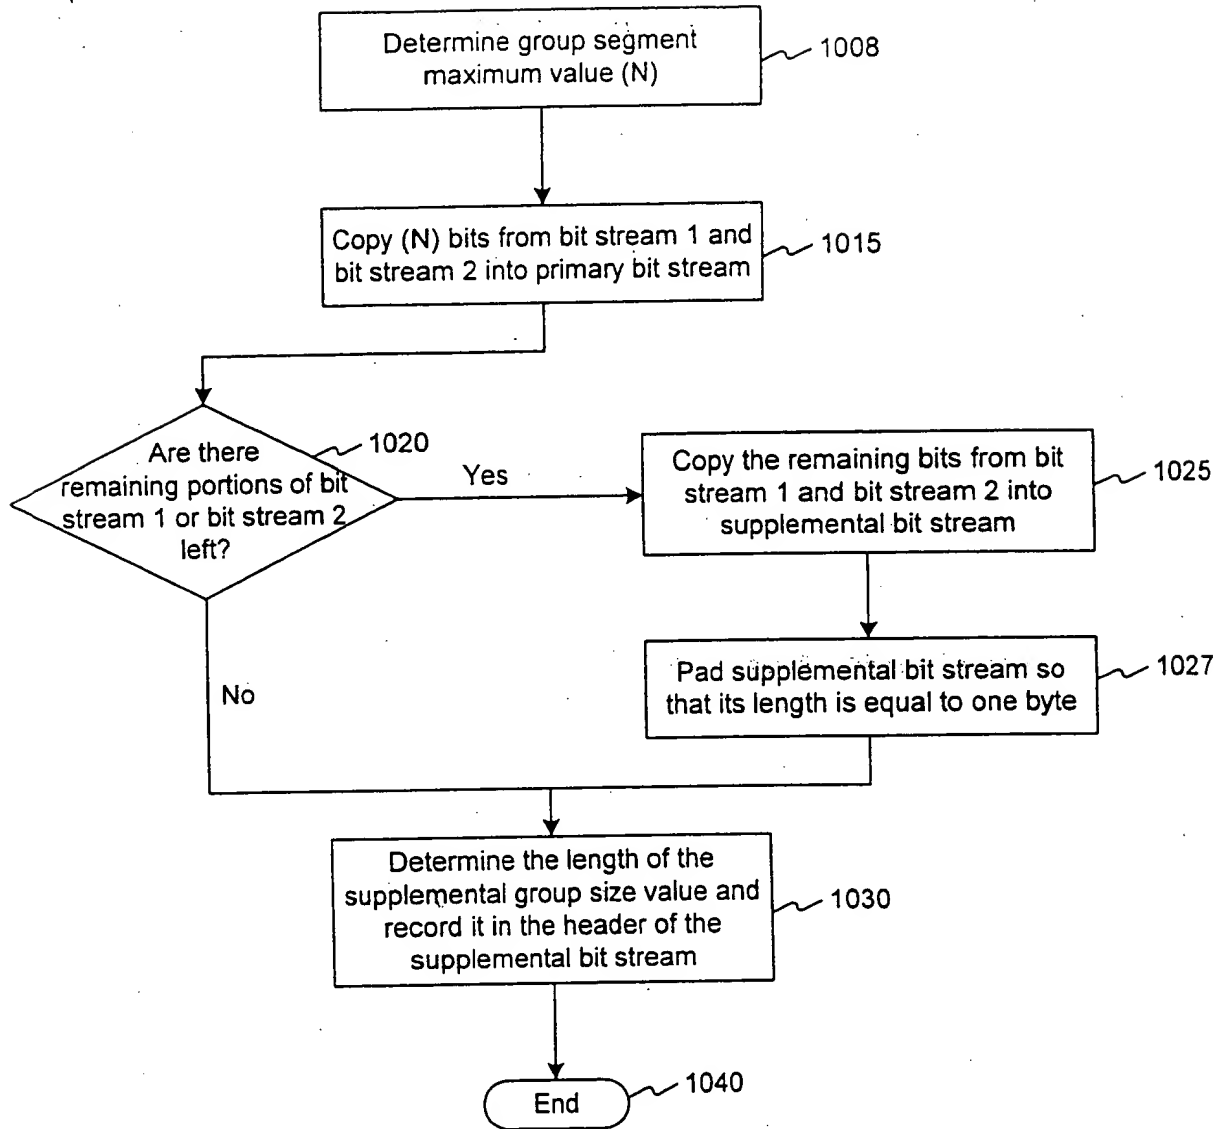 Determine group segment
maximum value (N)
1008
Copy (N) bits from bit stream 1 and
bit stream 2 into primary bit stream
1015
Are there
remaining portions of bit
stream 1 or bit stream 2
left?
1020
Yes
Copy the remaining bits from bit
stream 1 and bit stream 2 into
supplemental bit stream
1025
Pad supplemental bit stream so
that its length is equal to one byte
1027
No
Determine the length of the
supplemental group size value and
record it in the header of the
supplemental bit stream
1030
End
1040